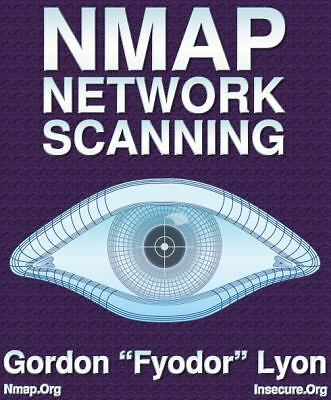 NMAP
NETWORK
SCANNING
Gordon “Fyodor” Lyon
Nmap.Org Insecure.Org